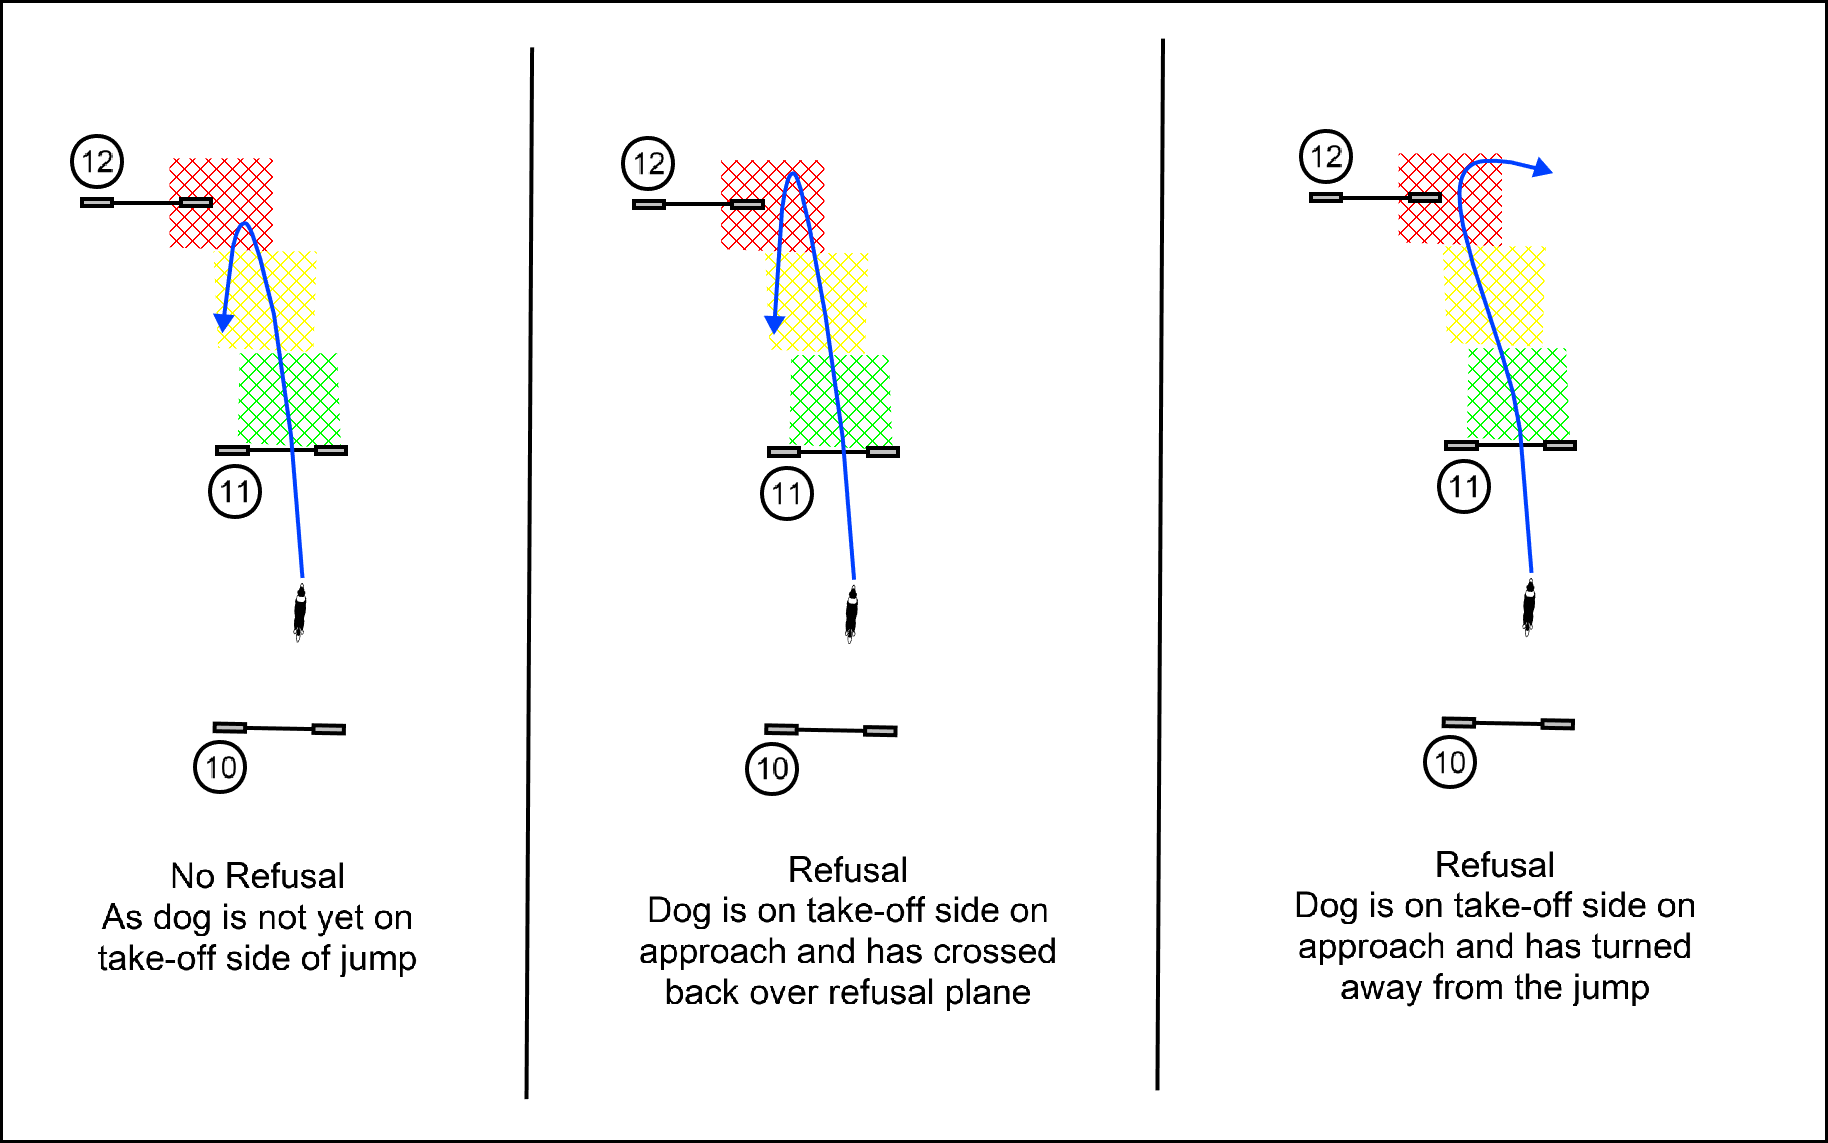 12
11
10
No Refusal
As dog is not yet on
take-off side of jump
12
11
10
Refusal
Dog is on take-off side on
approach and has crossed
back over refusal plane
12
11
10
Refusal
Dog is on take-off side on
approach and has turned
away from the jump